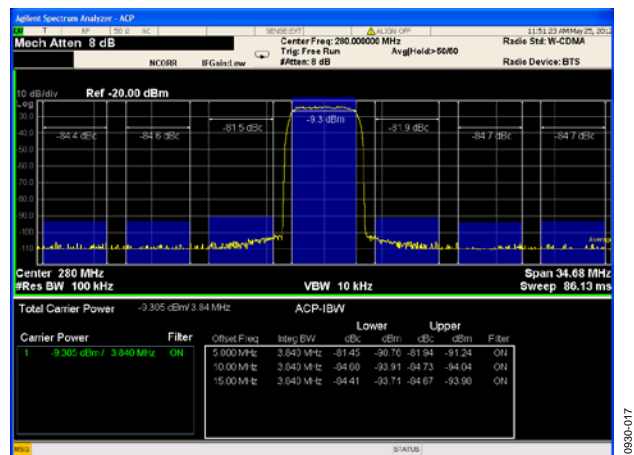 Agilent Spectrum Analyzer - ACP
T RF 50 Ω AC SENSE:EXT ALIGN OFF 11:51:23 AM May 25, 2012
Mech Atten 8 dB
Center Freq: 280.000000 MHz Radio Std: W-CDMA
Trig: Free Run Avg|Hold:>50/60
NCORR IFGain:Low #Atten: 8 dB Radio Device: BTS
10 dB/div Ref -20.00 dBm
Log
-30.0
-84.4 dBc -84.6 dBc -81.5 dBc -9.3 dBm -81.9 dBc -84.7 dBc -84.7 dBc
-60.0
-70.0
-80.0
-90.0
-100
-110
Average
Center 280 MHz Span 34.68 MHz
#Res BW 100 kHz VBW 10 kHz Sweep 86.13 ms
Total Carrier Power -9.305 dBm/ 3.84 MHz ACP-IBW
Lower Upper
Carrier Power Filter Offset Freq Integ BW dBc dBm dBc dBm Filter
1 -9.305 dBm / 3.840 MHz ON 5.000 MHz 3.840 MHz -81.45 -90.76 -81.94 -91.24 ON
10.00 MHz 3.840 MHz -84.60 -93.91 -84.73 -94.04 ON
15.00 MHz 3.840 MHz -84.41 -93.71 -84.67 -93.98 ON
MSG STATUS
0930-017